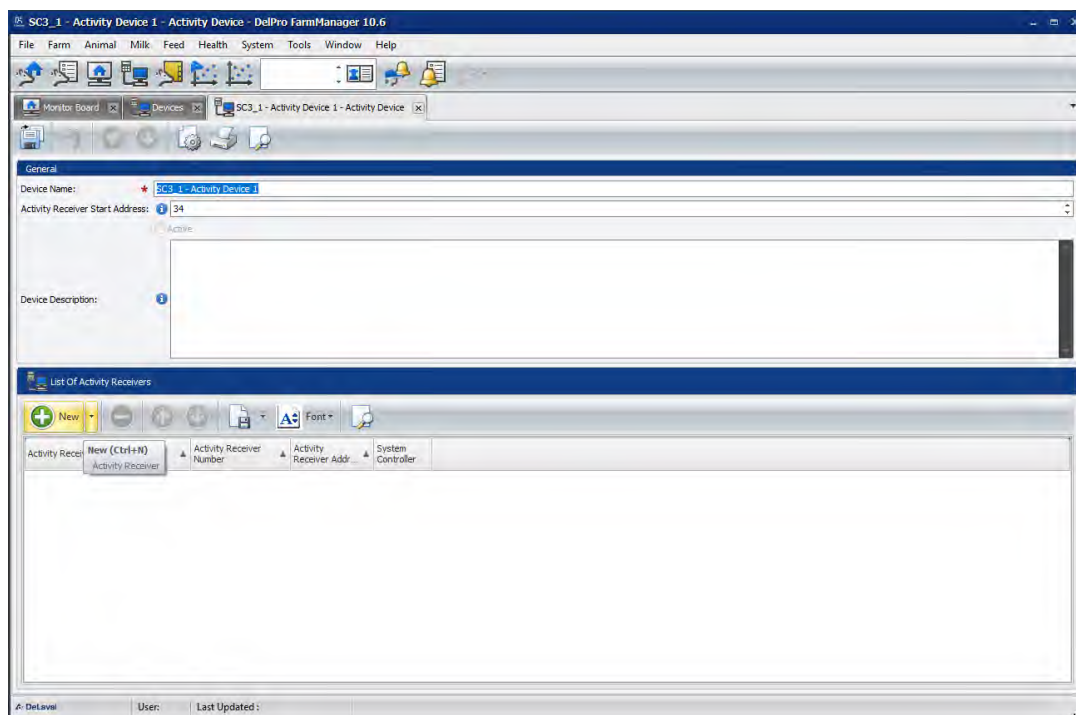 SC3_1 - Activity Device 1 - Activity Device - DelPro FarmManager 10.6
File Farm Animal Milk Feed Health System Tools Window Help
Monitor Board Devices SC3_1 - Activity Device 1 - Activity Device
General
Device Name: * SC3_1 - Activity Device 1
Activity Receiver Start Address: 34
Active
Device Description:
List Of Activity Receivers
New Font
Activity Recei New (Ctrl+N) Activity Receiver Activity System
Activity Receiver Number Receiver Addr... Controller
DeLaval User: Last Updated :